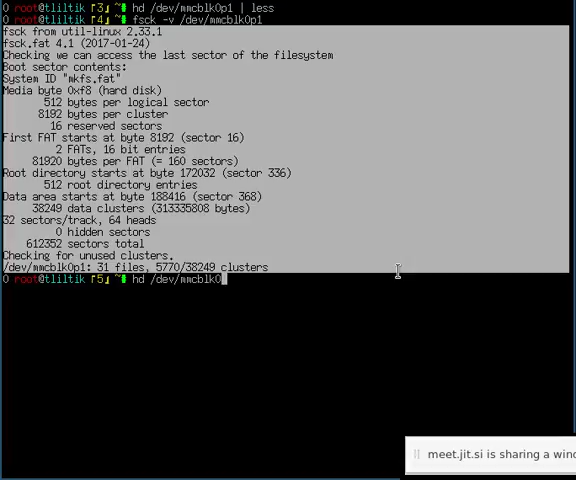 0 root@tliltik ｢3｣ ~# hd /dev/mmcblk0p1 | less
0 root@tliltik ｢4｣ ~# fsck -v /dev/mmcblk0p1
fsck from util-linux 2.33.1
fsck.fat 4.1 (2017-01-24)
Checking we can access the last sector of the filesystem
Boot sector contents:
System ID "mkfs.fat"
Media byte 0xf8 (hard disk)
512 bytes per logical sector
8192 bytes per cluster
16 reserved sectors
First FAT starts at byte 8192 (sector 16)
2 FATs, 16 bit entries
81920 bytes per FAT (= 160 sectors)
Root directory starts at byte 172032 (sector 336)
512 root directory entries
Data area starts at byte 188416 (sector 368)
38249 data clusters (313335808 bytes)
32 sectors/track, 64 heads
0 hidden sectors
612352 sectors total
Checking for unused clusters.
/dev/mmcblk0p1: 31 files, 5770/38249 clusters
0 root@tliltik ｢5｣ ~# hd /dev/mmcblk0
meet.jit.si is sharing a wind